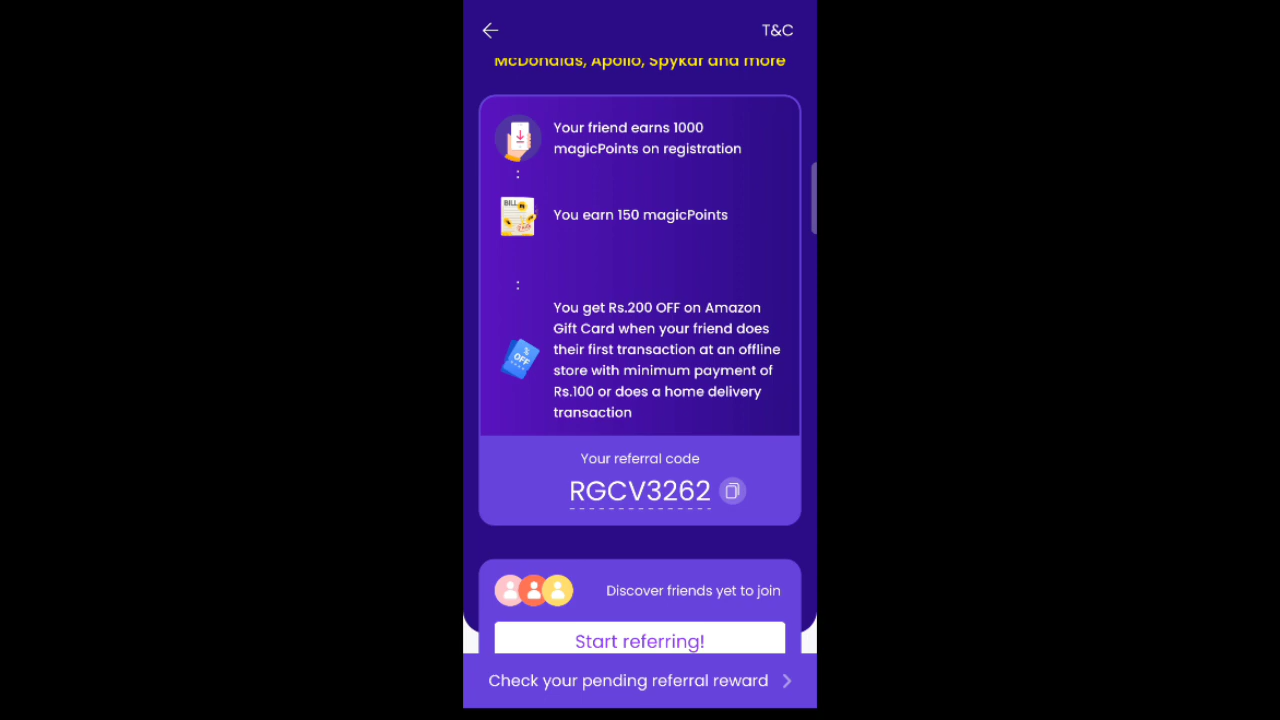 T&C
McDonalds, Apollo, Spykar and more
Your friend earns 1000
magicPoints on registration
:
BILL
You earn 150 magicPoints
:
You get Rs.200 OFF on Amazon
Gift Card when your friend does
their first transaction at an offline
store with minimum payment of
Rs.100 or does a home delivery
transaction
%
OFF
Your referral code
RGCV3262
Discover friends yet to join
Start referring!
Check your pending referral reward